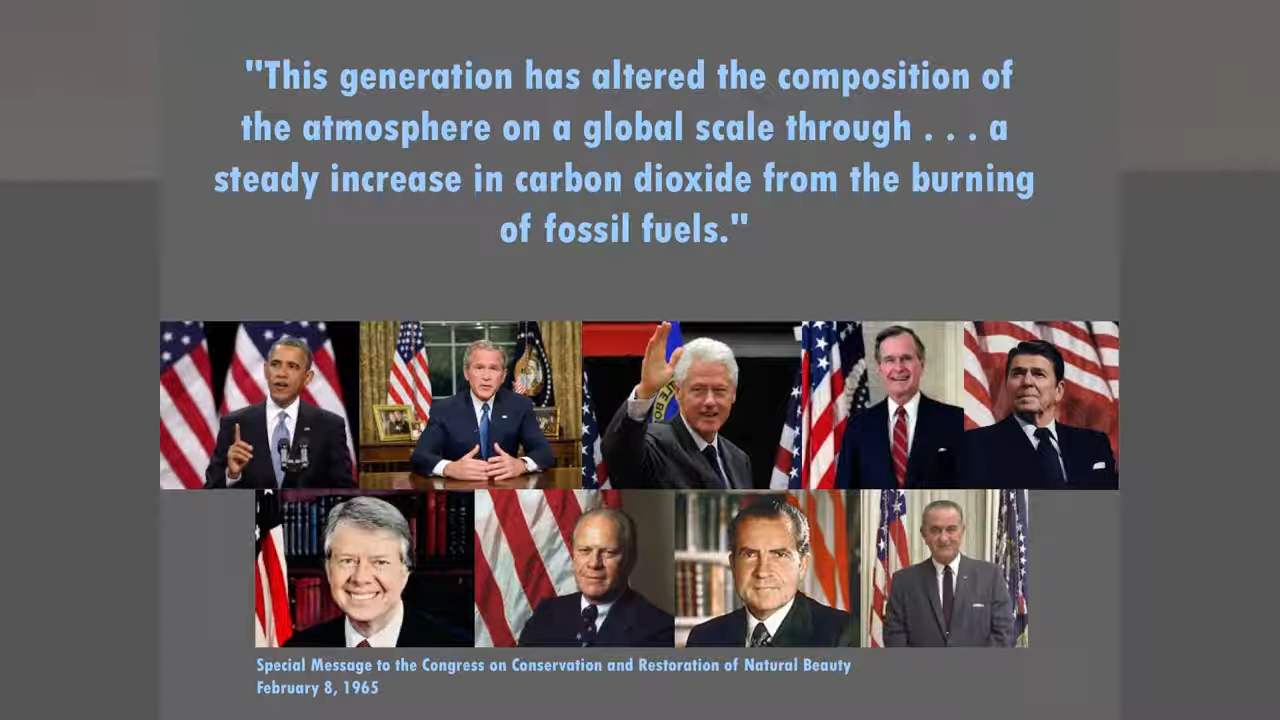 "This generation has altered the composition of
the atmosphere on a global scale through . . . a
steady increase in carbon dioxide from the burning
of fossil fuels."
Special Message to the Congress on Conservation and Restoration of Natural Beauty
February 8, 1965